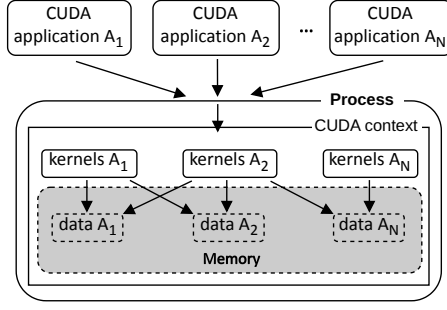 CUDA CUDA CUDA
application A1 application A2 ... application AN
Process
CUDA context
kernels A1 kernels A2 kernels AN
data A1 data A2 data AN
Memory